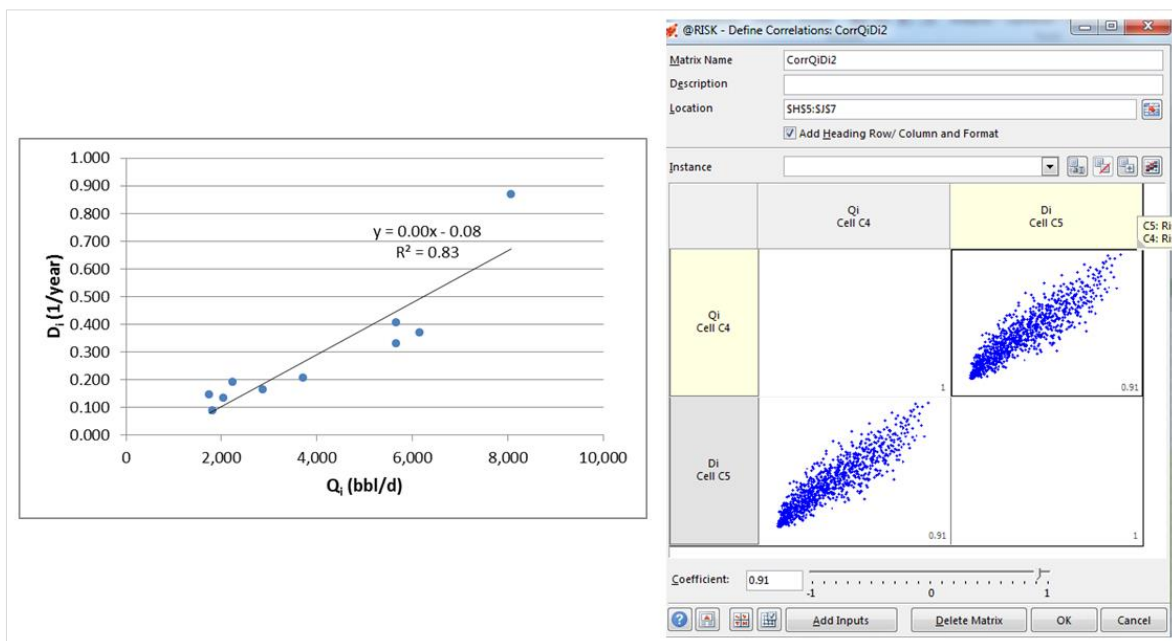 1.000
0.900
0.800
0.700
0.600
0.500
0.400
0.300
0.200
0.100
0.000
Dᵢ (1/year)
y = 0.00x - 0.08
R² = 0.83
0 2,000 4,000 6,000 8,000 10,000
Qᵢ (bbl/d)
@RISK - Define Correlations: CorrQiDi2
Matrix Name CorrQiDi2
Description
Location $H$5:$J$7
Add Heading Row/ Column and Format
Instance
Qi Di
Cell C4 Cell C5
C5: Ri
C4: Ri
Qi
Cell C4
1 0.91
Di
Cell C5
0.91 1
Coefficient: 0.91
-1 0 1
Add Inputs Delete Matrix OK Cancel